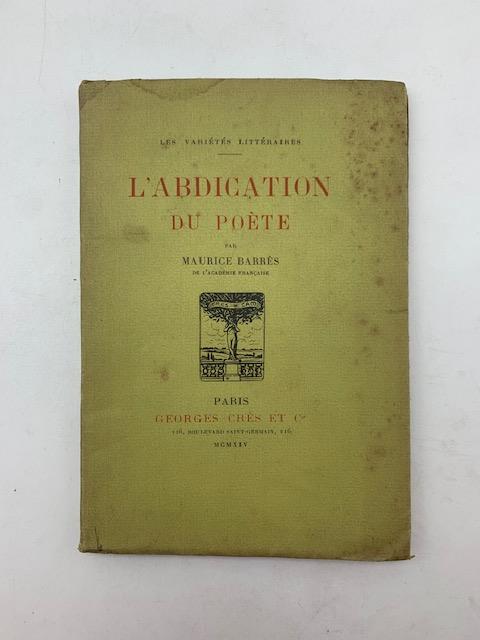 LES VARIÉTÉS LITTÉRAIRES
L'ABDICATION
DU POÈTE
PAR
MAURICE BARRÈS
DE L'ACADÉMIE FRANÇAISE
PARIS
GEORGES CRÈS ET Cie
116, BOULEVARD SAINT-GERMAIN, 116
MCMXIV